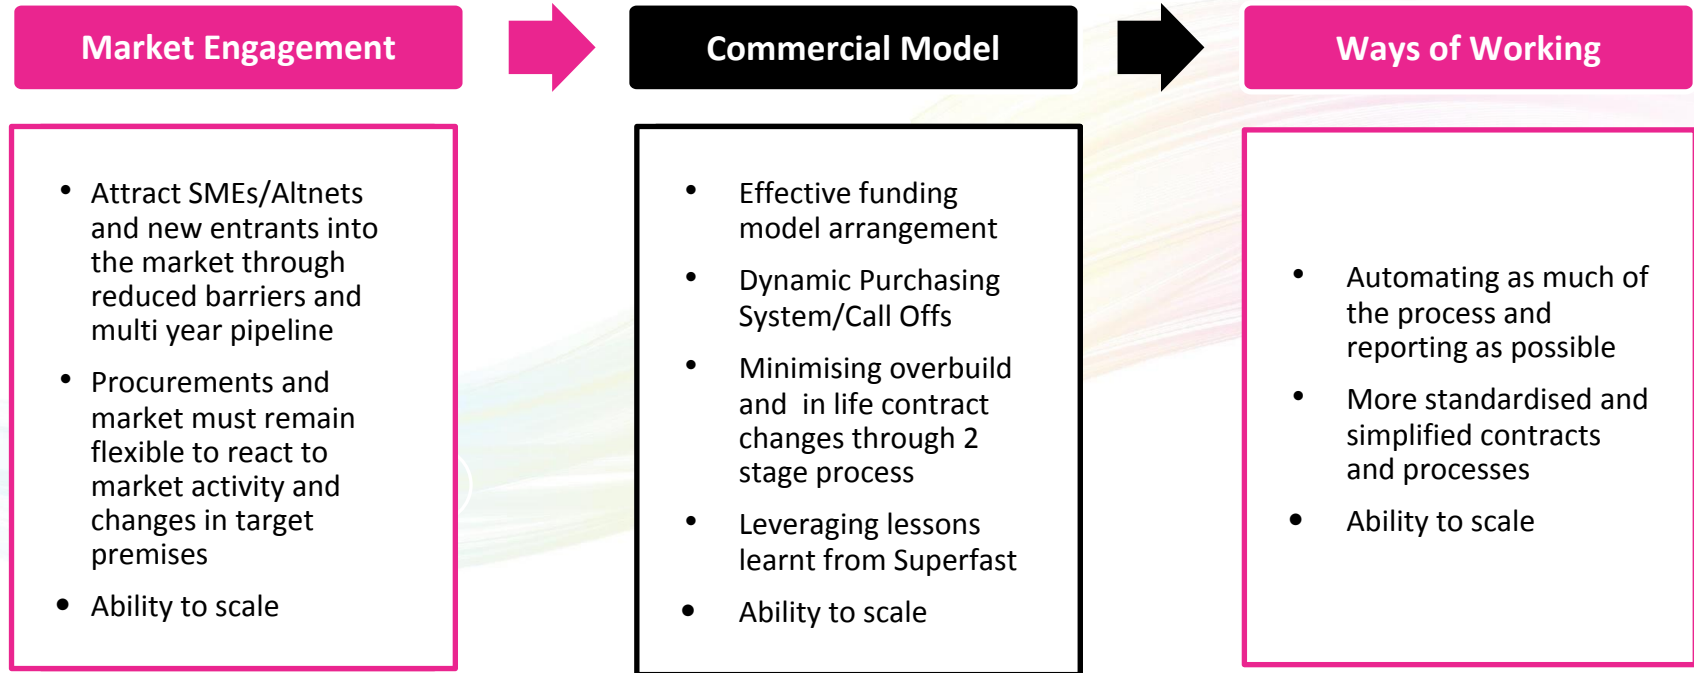 Market Engagement
Commercial Model
Ways of Working
• Attract SMEs/Altnets
and new entrants into
the market through
reduced barriers and
multi year pipeline
• Procurements and
market must remain
flexible to react to
market activity and
changes in target
premises
• Ability to scale
• Effective funding
model arrangement
• Dynamic Purchasing
System/Call Offs
• Minimising overbuild
and  in life contract
changes through 2
stage process
• Leveraging lessons
learnt from Superfast
• Ability to scale
• Automating as much of
the process and
reporting as possible
• More standardised and
simplified contracts
and processes
• Ability to scale